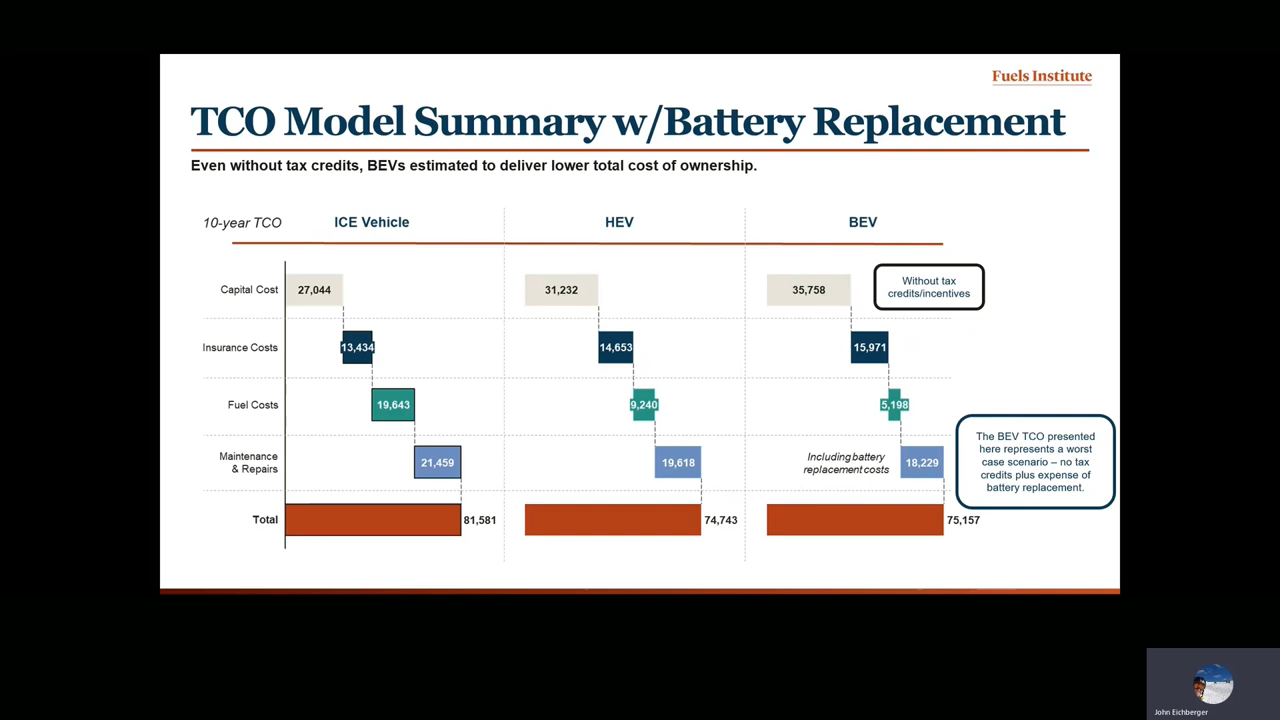 Fuels Institute
TCO Model Summary w/Battery Replacement
Even without tax credits, BEVs estimated to deliver lower total cost of ownership.
10-year TCO
ICE Vehicle
HEV
BEV
Capital Cost
27,044
31,232
35,758
Without tax
credits/incentives
Insurance Costs
13,434
14,653
15,971
Fuel Costs
19,643
9,240
5,198
Maintenance
& Repairs
21,459
19,618
Including battery
replacement costs
18,229
The BEV TCO presented
here represents a worst
case scenario – no tax
credits plus expense of
battery replacement.
Total
81,581
74,743
75,157
John Eichberger